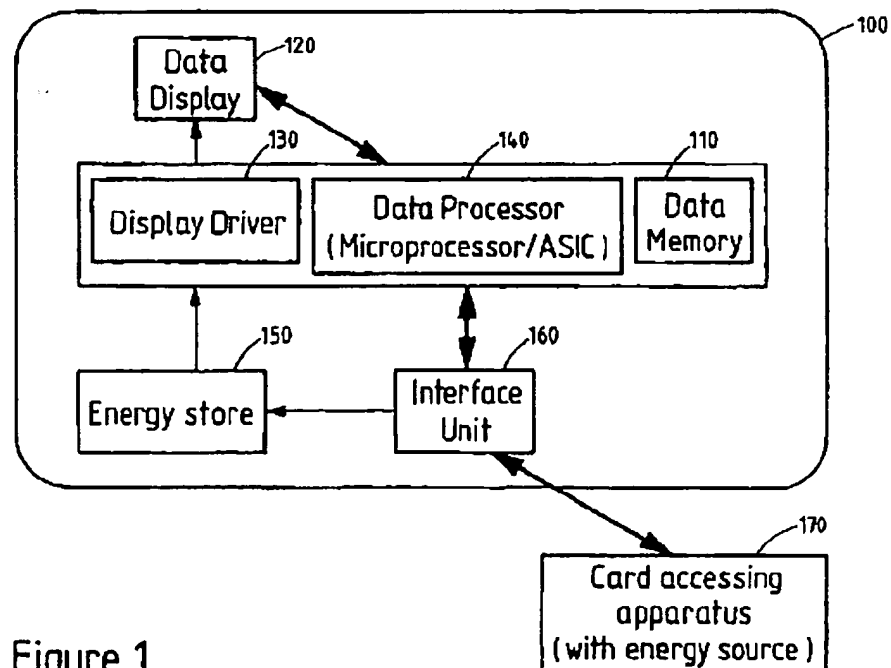 100
120
Data
Display
130
140
110
Display Driver
Data Processor
(Microprocessor/ASIC)
Data
Memory
150
160
Energy store
Interface
Unit
170
Card accessing
apparatus
(with energy source)
Figure 1